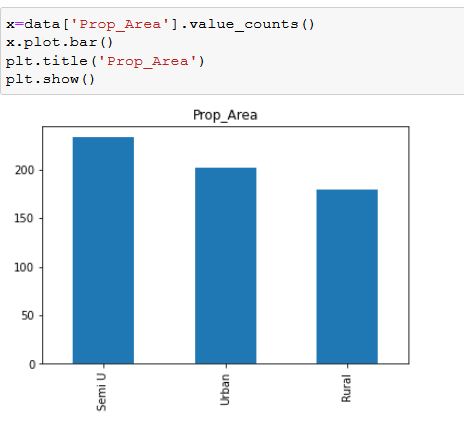 x=data['Prop_Area'].value_counts()
x.plot.bar()
plt.title('Prop_Area')
plt.show()
Prop_Area
200
150
100
50
0
Semi U
Urban
Rural